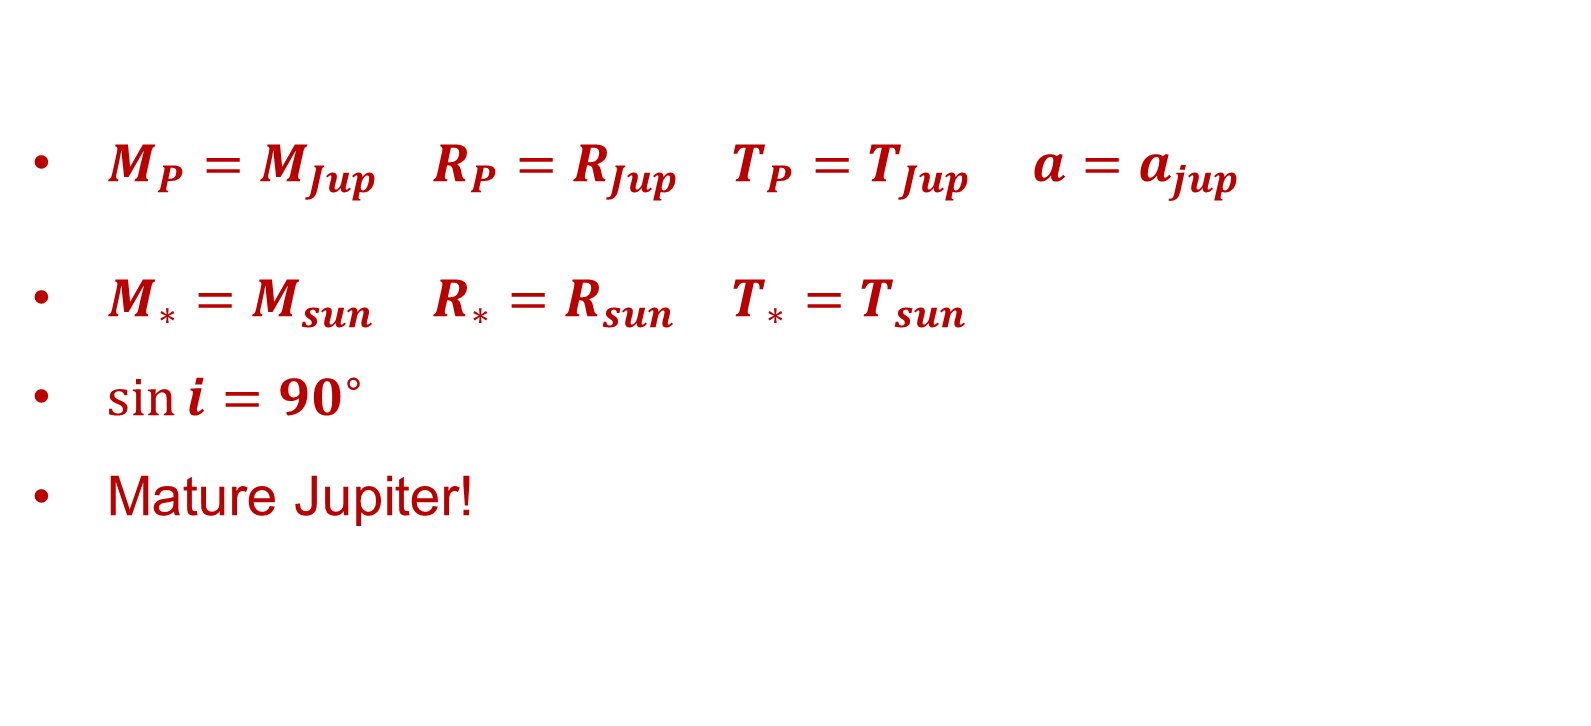 • M_P = M_Jup R_P = R_Jup T_P = T_Jup a = a_jup
• M_* = M_sun R_* = R_sun T_* = T_sun
• sin i = 90°
• Mature Jupiter!